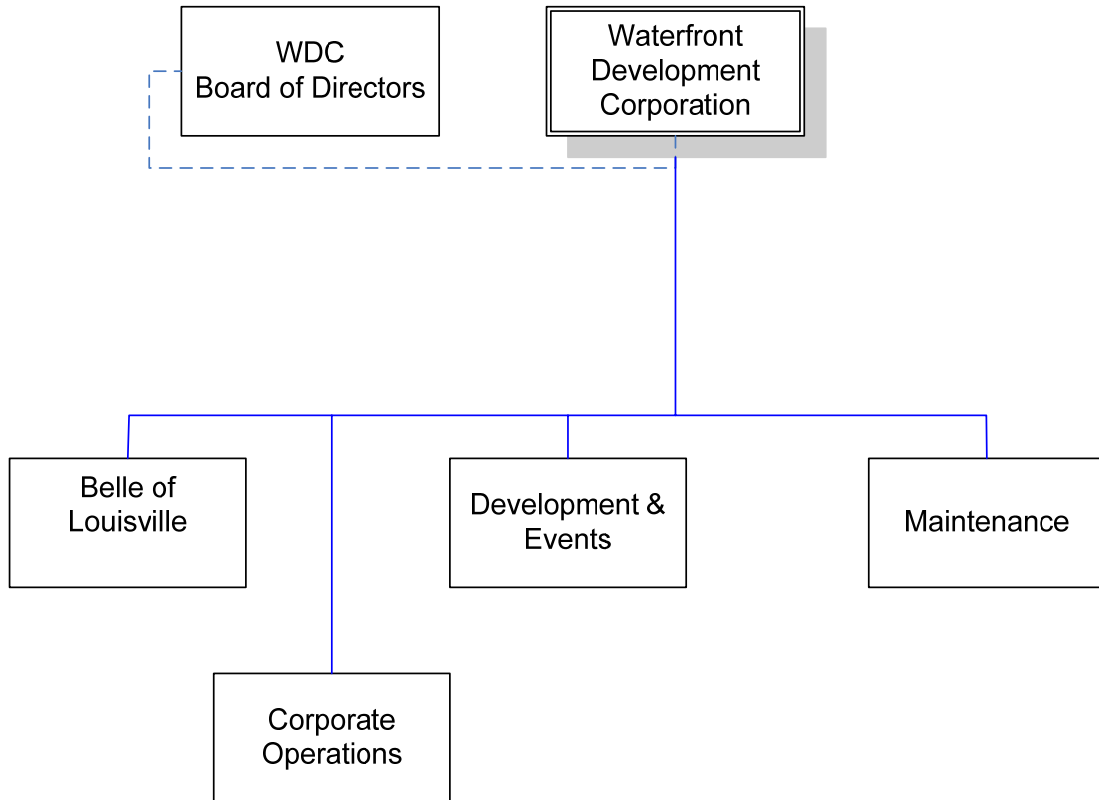 WDC
Board of Directors
Waterfront
Development
Corporation
Belle of
Louisville
Development &
Events
Maintenance
Corporate
Operations